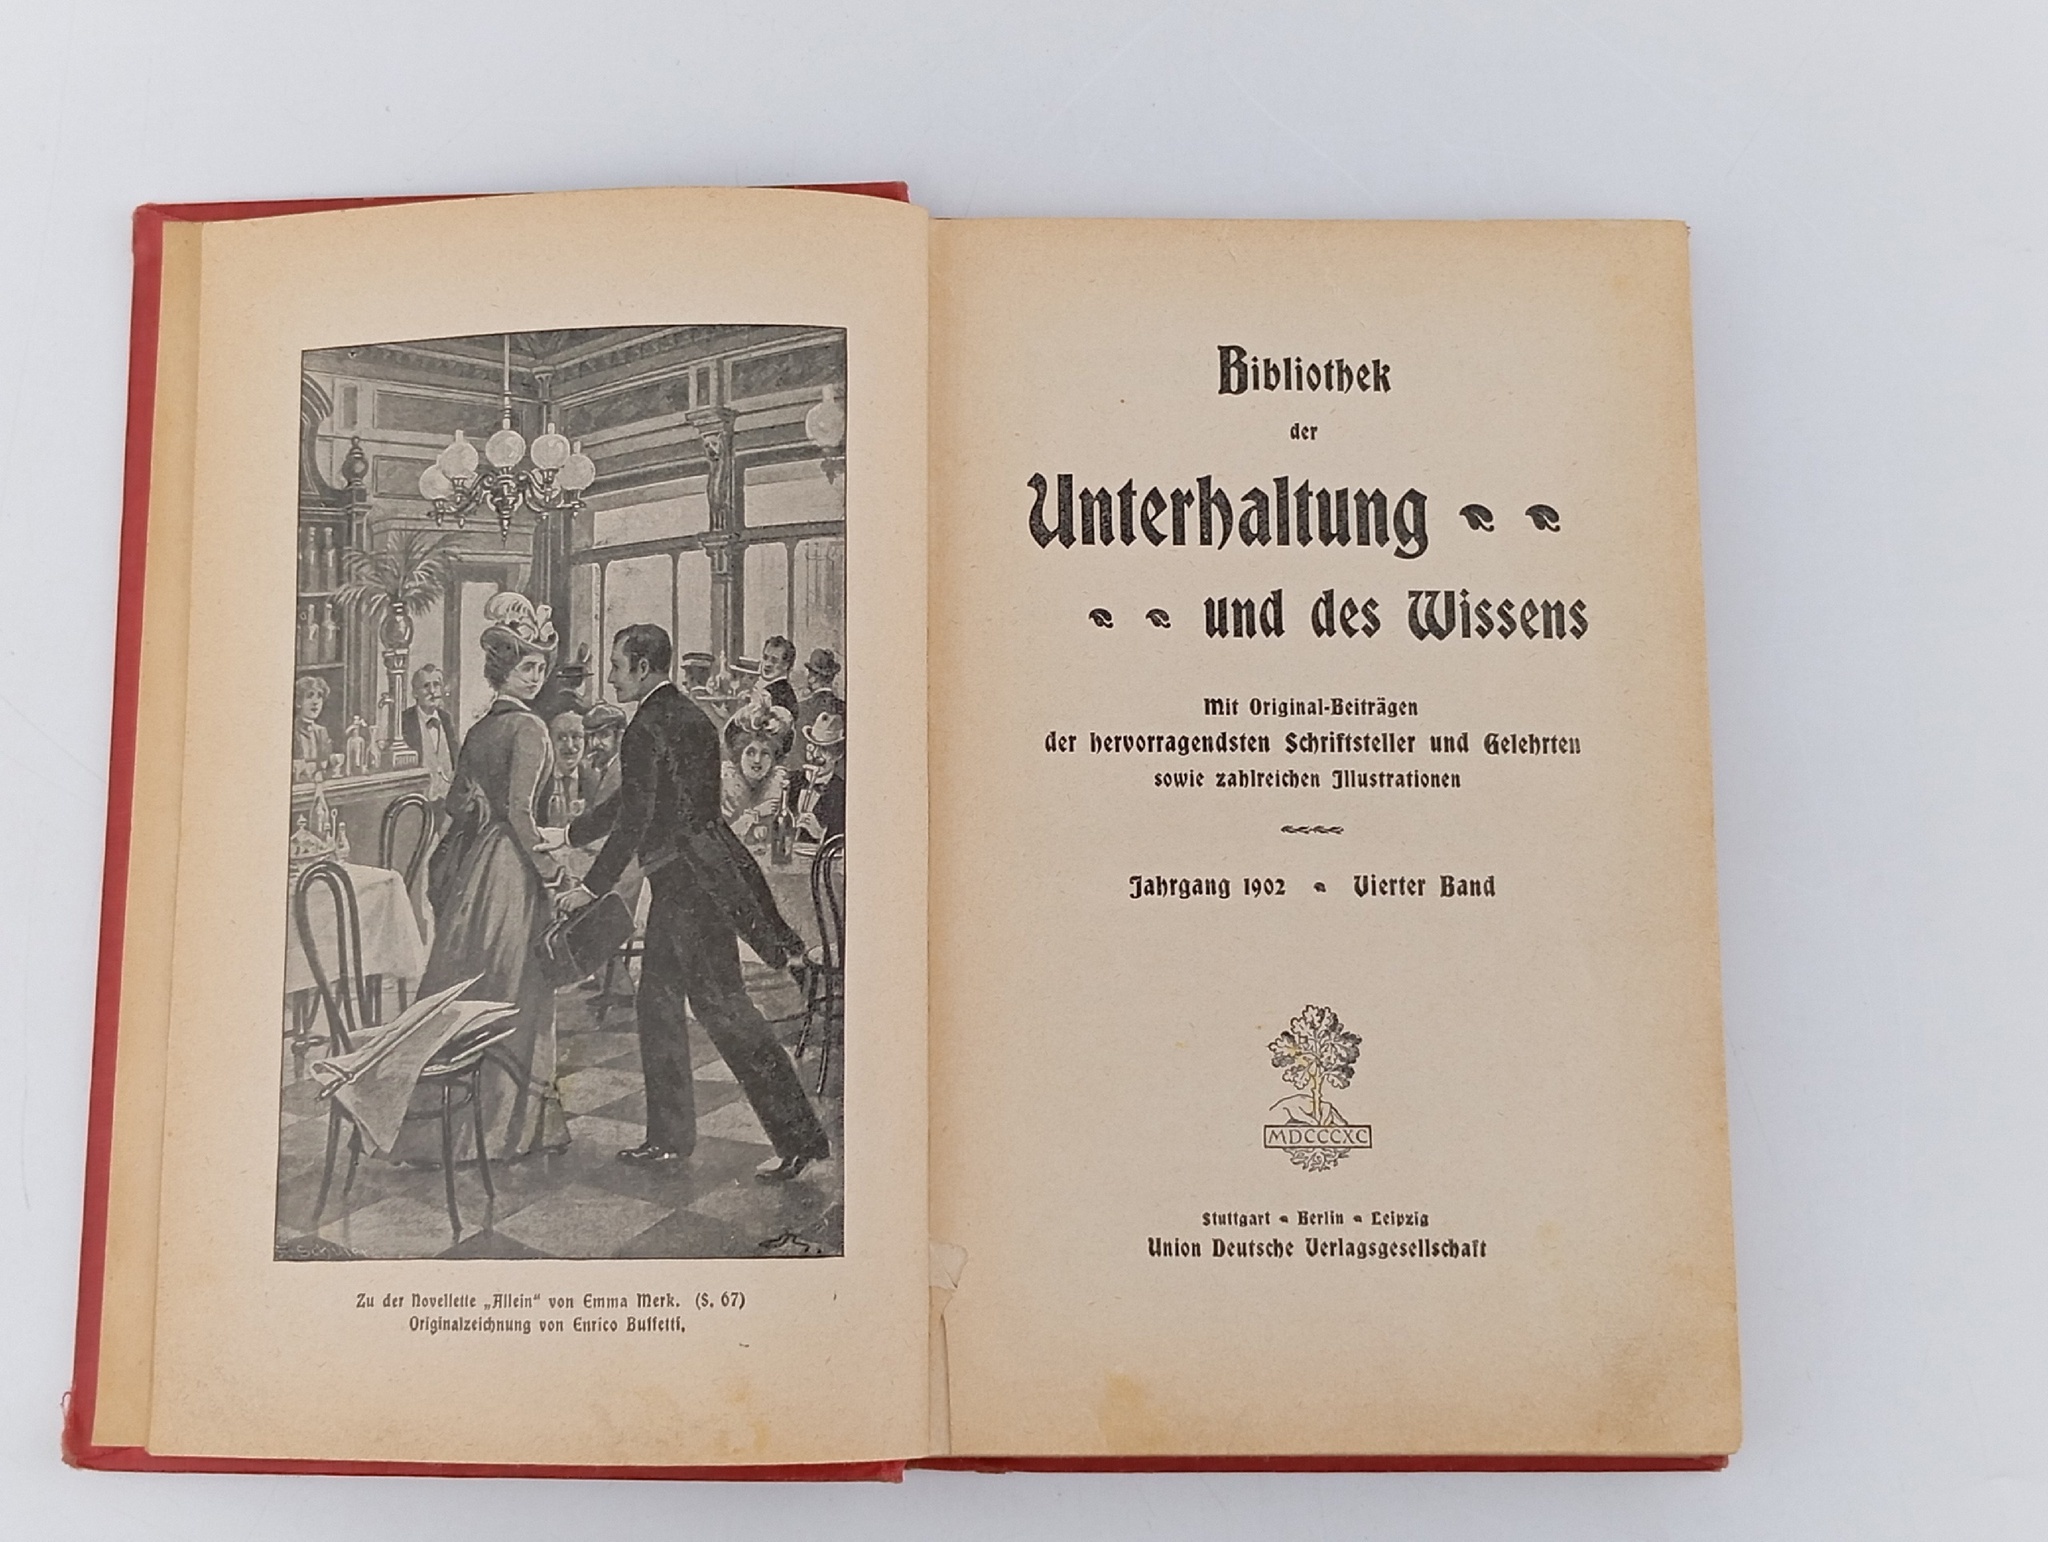 Zu der Novellette „Allein“ von Emma Merk. (S. 67)
Originalzeichnung von Enrico Buffetti.
Bibliothek
der
Unterhaltung
und des Wissens
Mit Original-Beiträgen
der hervorragendsten Schriftsteller und Gelehrten
sowie zahlreichen Illustrationen
Jahrgang 1902 Vierter Band
MDCCCXC
Stuttgart Berlin Leipzig
Union Deutsche Verlagsgesellschaft